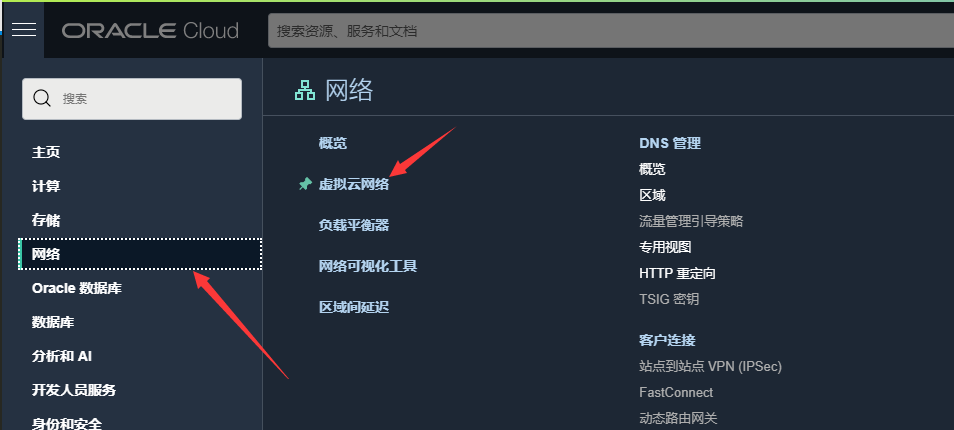 ORACLE Cloud
搜索资源、服务和文档
搜索
主页
计算
存储
网络
Oracle 数据库
数据库
分析和 AI
开发人员服务
身份和安全
网络
概览
虚拟云网络
负载平衡器
网络可视化工具
区域间延迟
DNS 管理
概览
区域
流量管理引导策略
专用视图
HTTP 重定向
TSIG 密钥
客户连接
站点到站点 VPN (IPSec)
FastConnect
动态路由网关